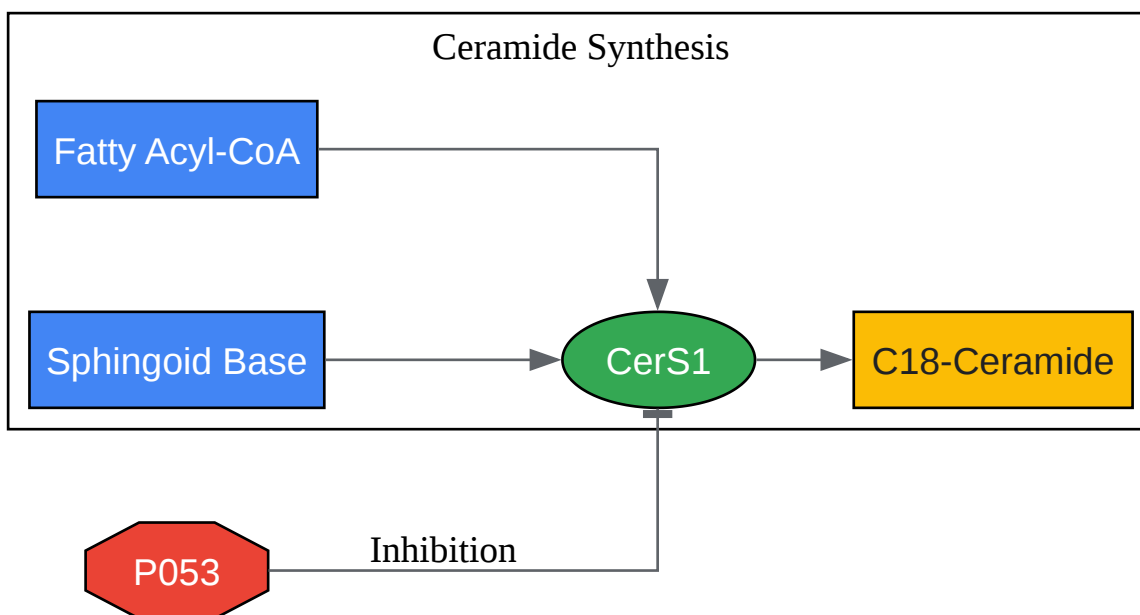 Ceramide Synthesis
Fatty Acyl-CoA
Sphingoid Base
CerS1
C18-Ceramide
Inhibition
P053